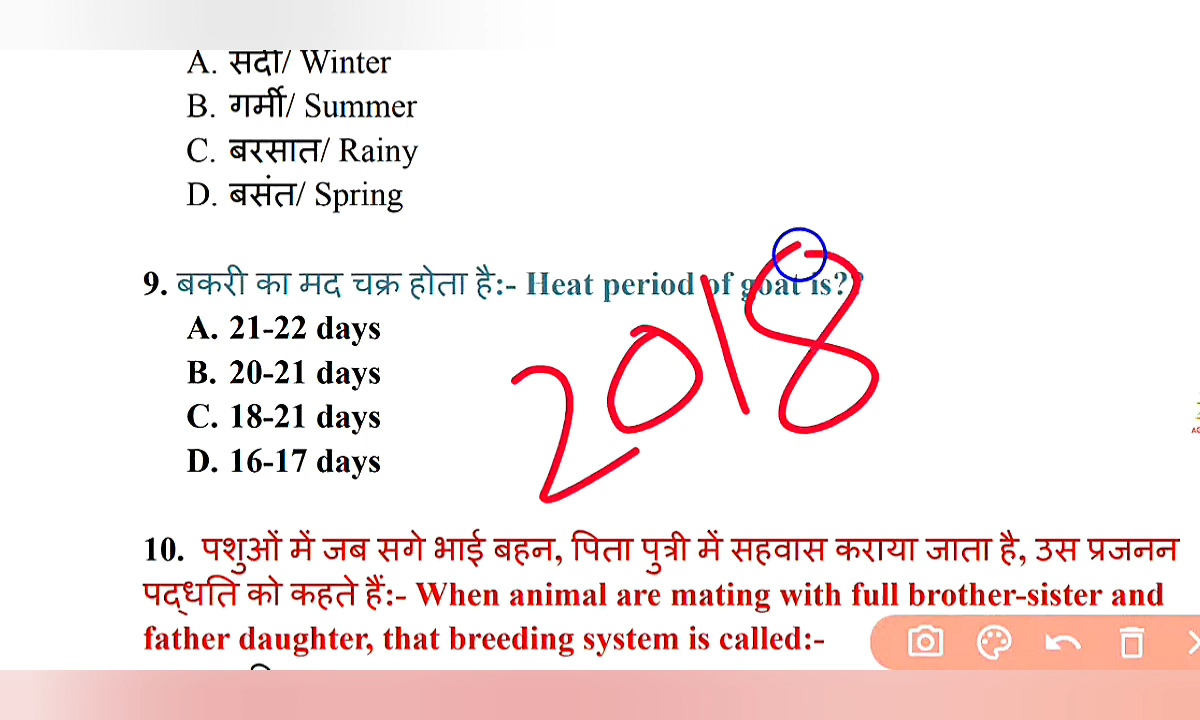 A. सर्दी/ Winter
B. गर्मी/ Summer
C. बरसात/ Rainy
D. बसंत/ Spring
9. बकरी का मद चक्र होता है:- Heat period of goat is??
A. 21-22 days
B. 20-21 days
C. 18-21 days
D. 16-17 days
2018
10. पशुओं में जब सगे भाई बहन, पिता पुत्री में सहवास कराया जाता है, उस प्रजनन
पद्धति को कहते हैं:- When animal are mating with full brother-sister and
father daughter, that breeding system is called:-